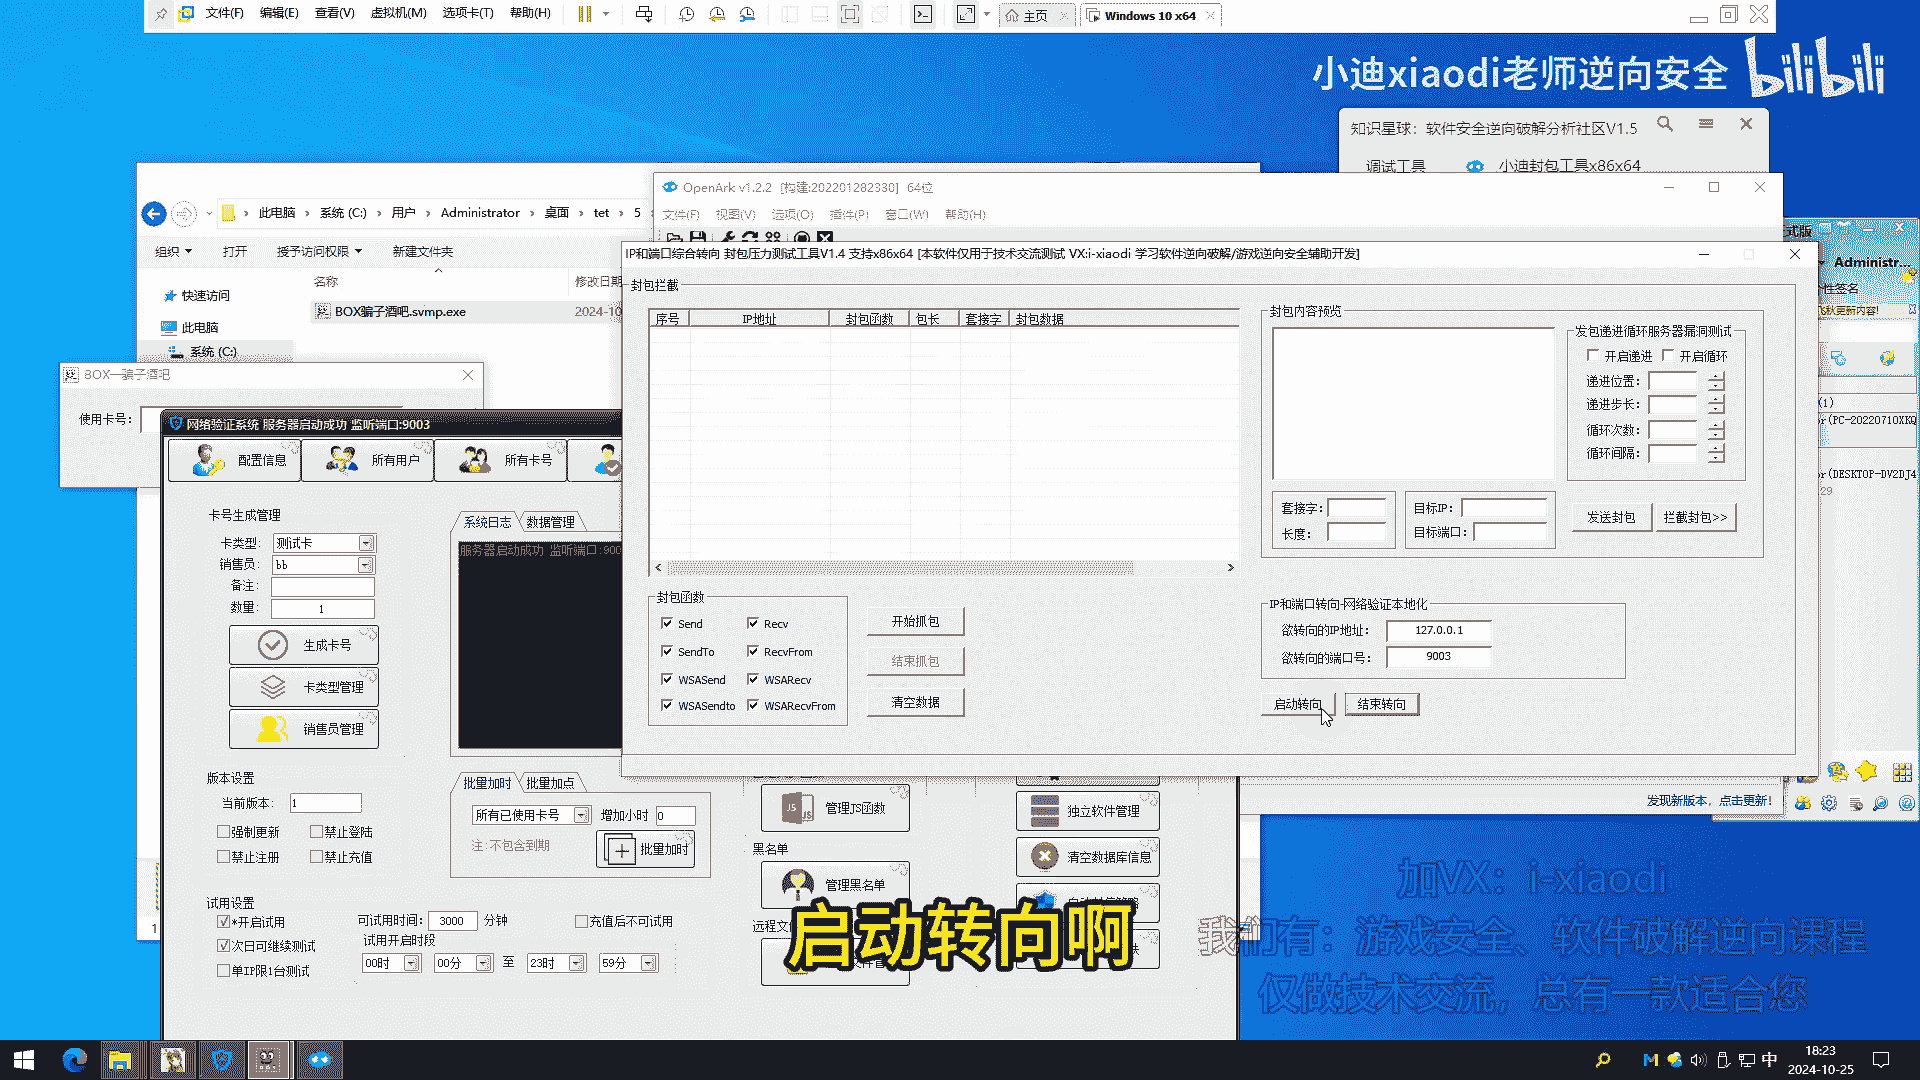 文件(F) 编辑(E) 查看(V) 虚拟机(M) 选项卡(T) 帮助(H)
主页 Windows 10 x64
小迪xiaodi老师逆向安全 bilibili
知识星球：软件安全逆向破解分析社区V1.5
调试工具 小迪封包工具x86x64
OpenArk v1.2.2 [构建:202201282330] 64位
文件(F) 视图(V) 选项(O) 插件(P) 窗口(W) 帮助(H)
此电脑 系统 (C:) 用户 Administrator 桌面 tet 5
组织 打开 授予访问权限 新建文件夹
名称 修改日期
快速访问
BOX骗子酒吧.svmp.exe 2024-10
此电脑
系统 (C:)
BOX—骗子酒吧
使用卡号：
IP和端口综合转向 封包压力测试工具V1.4 支持x86x64 [本软件仅用于技术交流测试 VX:i-xiaodi 学习软件逆向破解/游戏逆向安全辅助开发]
封包拦截
序号 IP地址 封包函数 包长 套接字 封包数据
封包内容预览
发包递进循环服务器漏洞测试
开启递进 开启循环
递进位置：
递进步长：
循环次数：
循环间隔：
套接字：
长度：
目标IP：
目标端口：
发送封包 拦截封包>>
封包函数
Send Recv
SendTo RecvFrom
WSASend WSARecv
WSASendto WSARecvFrom
开始抓包
结束抓包
清空数据
IP和端口转向-网络验证本地化
欲转向的IP地址： 127.0.0.1
欲转向的端口号： 9003
启动转向 结束转向
网络验证系统 服务器启动成功 监听端口:9003
配置信息 所有用户 所有卡号
卡号生成管理
卡类型： 测试卡
销售员： bb
备注：
数量： 1
生成卡号
卡类型管理
销售员管理
系统日志 数据管理
服务器启动成功 监听端口:900
版本设置
当前版本： 1
强制更新 禁止登陆
禁止注册 禁止充值
批量加时 批量加点
所有已使用卡号 增加小时 0
注:不包含到期 批量加时
管理JS函数
黑名单
管理黑名单
独立软件管理
清空数据库信息
试用设置
*开启试用 可试用时间： 3000 分钟 充值后不可试用
次日可继续测试 试用开启时段
单IP限1台测试 00时 00分 至 23时 59分
式版
Administr...
发现新版本，点击更新！
启动转向啊
加VX：i-xiaodi
我们有：游戏安全、软件破解逆向课程
仅做技术交流，总有一款适合您
中
18:23
2024-10-25